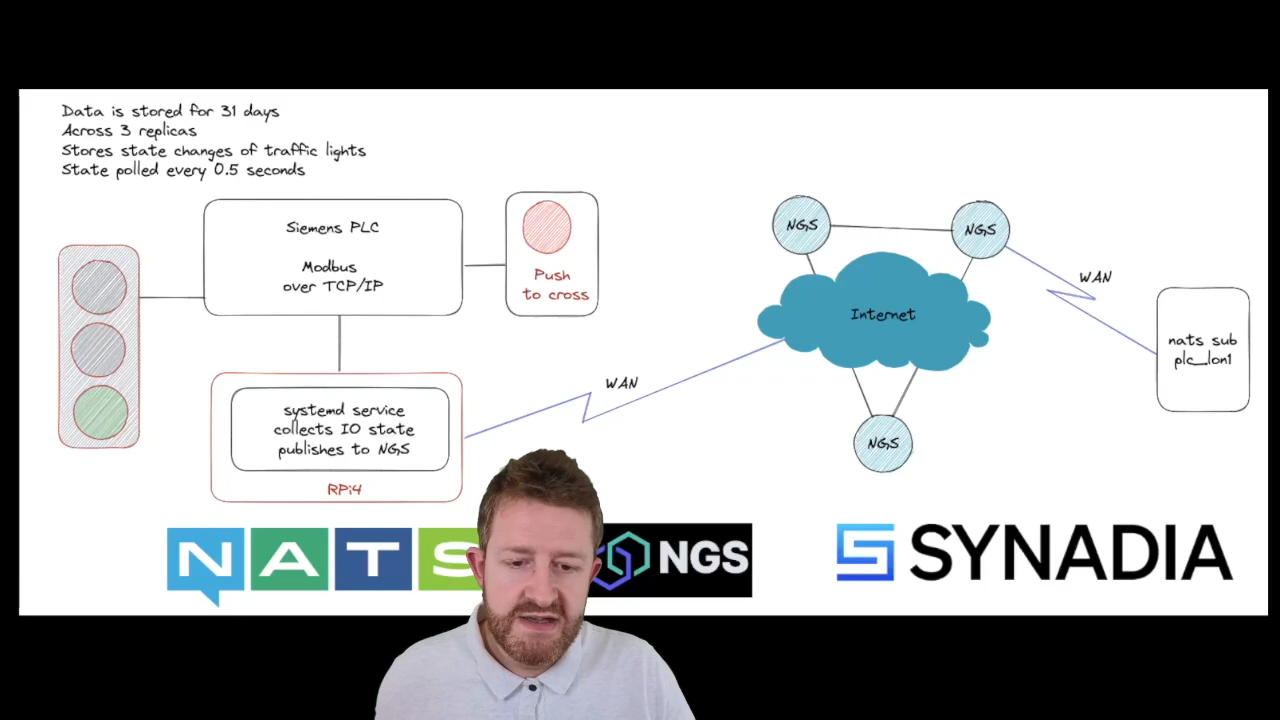 Data is stored for 31 days
Across 3 replicas
Stores state changes of traffic lights
State polled every 0.5 seconds
Siemens PLC
Modbus
over TCP/IP
Push
to cross
systemd service
collects IO state
publishes to NGS
RPi4
WAN
NGS
NGS
Internet
NGS
WAN
nats sub
plc_lon1
NATS
NGS
SYNADIA